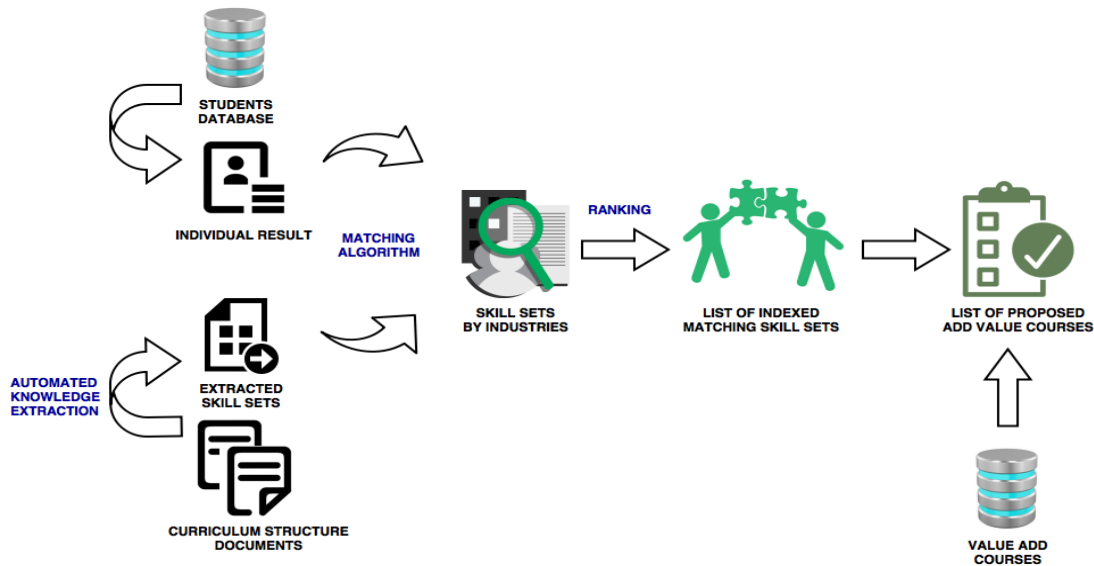 STUDENTS
DATABASE
INDIVIDUAL RESULT
MATCHING
ALGORITHM
AUTOMATED
KNOWLEDGE
EXTRACTION
EXTRACTED
SKILL SETS
CURRICULUM STRUCTURE
DOCUMENTS
SKILL SETS
BY INDUSTRIES
RANKING
LIST OF INDEXED
MATCHING SKILL SETS
LIST OF PROPOSED
ADD VALUE COURSES
VALUE ADD
COURSES